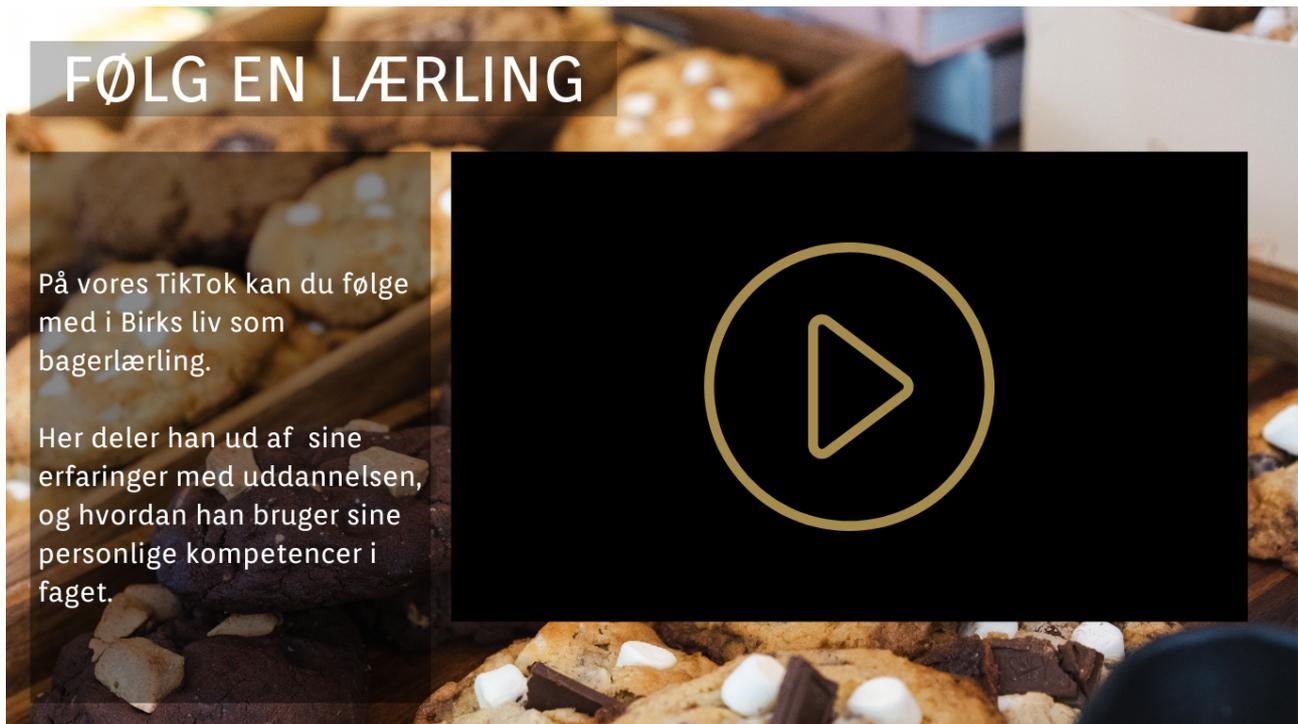 FØLG EN LÆRLING
På vores TikTok kan du følge
med i Birks liv som
bagerlærling.
Her deler han ud af  sine
erfaringer med uddannelsen,
og hvordan han bruger sine
personlige kompetencer i
faget.